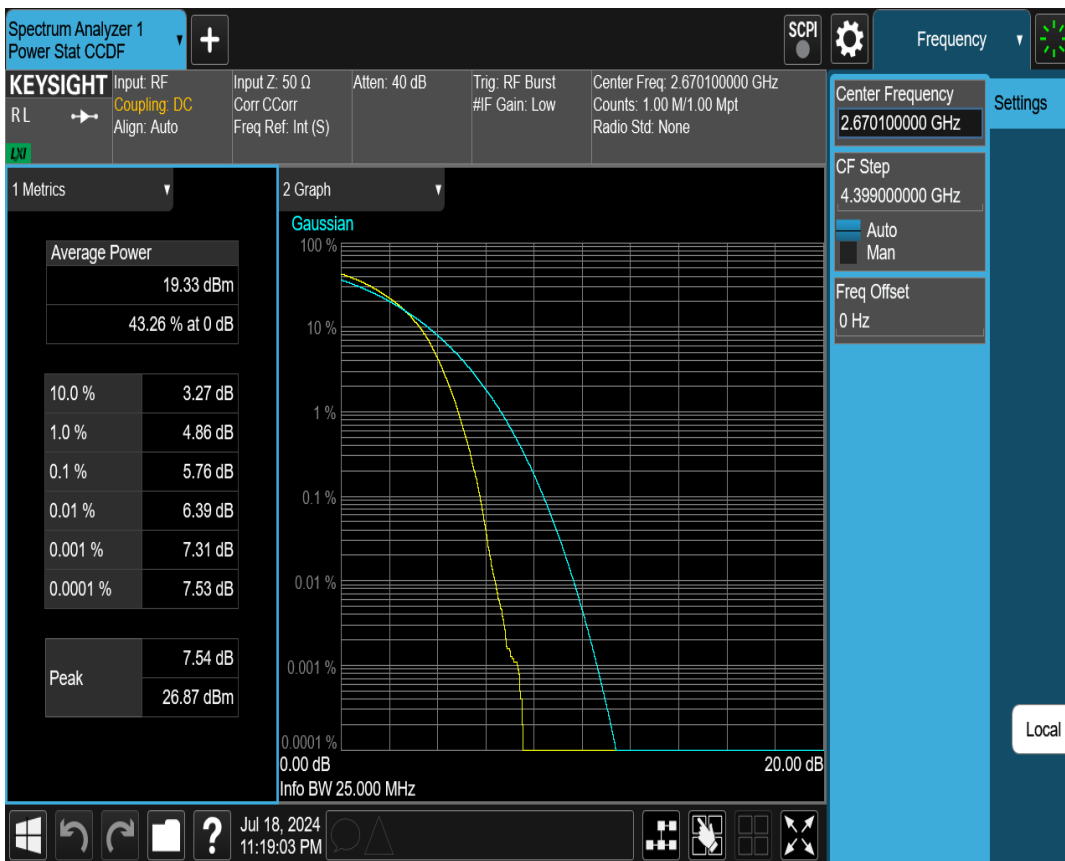 Spectrum Analyzer 1
Power Stat CCDF
SCPI
Frequency
KEYSIGHT
RL
LXI
Input: RF
Coupling: DC
Align: Auto
Input Z: 50 Ω
Corr CCorr
Freq Ref: Int (S)
Atten: 40 dB
Trig: RF Burst
#IF Gain: Low
Center Freq: 2.670100000 GHz
Counts: 1.00 M/1.00 Mpt
Radio Std: None
Center Frequency
2.670100000 GHz
Settings
CF Step
4.399000000 GHz
Auto
Man
Freq Offset
0 Hz
Local
1 Metrics
Average Power
19.33 dBm
43.26 % at 0 dB
10.0 % 3.27 dB
1.0 % 4.86 dB
0.1 % 5.76 dB
0.01 % 6.39 dB
0.001 % 7.31 dB
0.0001 % 7.53 dB
Peak 7.54 dB
26.87 dBm
2 Graph
Gaussian
100 %
10 %
1 %
0.1 %
0.01 %
0.001 %
0.0001 %
0.00 dB 20.00 dB
Info BW 25.000 MHz
?
Jul 18, 2024
11:19:03 PM